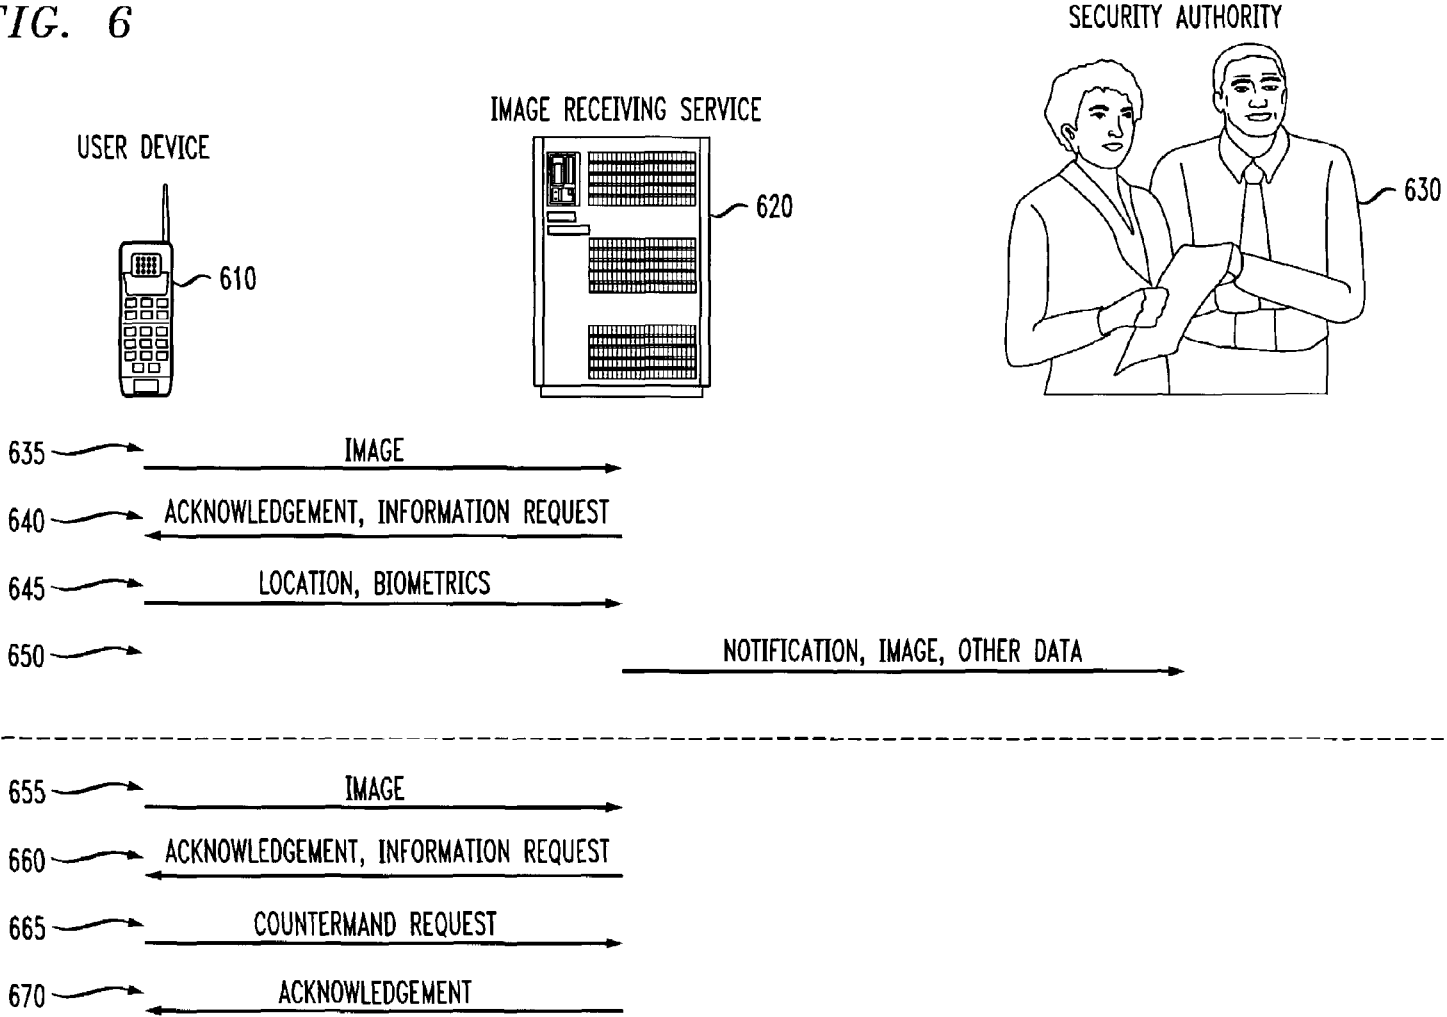 FIG. 6
SECURITY AUTHORITY
IMAGE RECEIVING SERVICE
USER DEVICE
630
620
610
635 IMAGE
640 ACKNOWLEDGEMENT, INFORMATION REQUEST
645 LOCATION, BIOMETRICS
650 NOTIFICATION, IMAGE, OTHER DATA
655 IMAGE
660 ACKNOWLEDGEMENT, INFORMATION REQUEST
665 COUNTERMAND REQUEST
670 ACKNOWLEDGEMENT